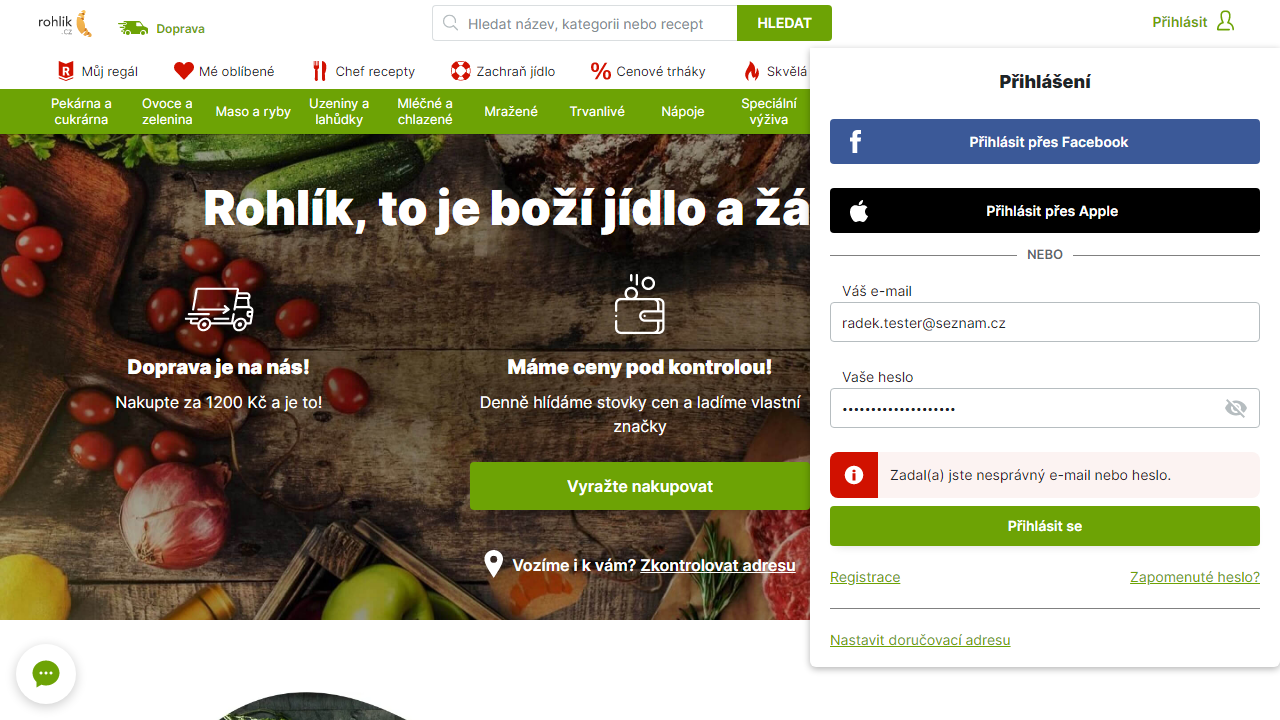 rohlik
.cz
Doprava
Hledat název, kategorii nebo recept
HLEDAT
Přihlásit
Můj regál
Mé oblíbené
Chef recepty
Zachraň jídlo
Cenové trháky
Skvělá
Pekárna a
cukrárna
Ovoce a
zelenina
Maso a ryby
Uzeniny a
lahůdky
Mléčné a
chlazené
Mražené
Trvanlivé
Nápoje
Speciální
výživa
Rohlík, to je boží jídlo a žá
Doprava je na nás!
Nakupte za 1200 Kč a je to!
Máme ceny pod kontrolou!
Denně hlídáme stovky cen a ladíme vlastní
značky
Vyražte nakupovat
Vozíme i k vám? Zkontrolovat adresu
Přihlášení
Přihlásit přes Facebook
Přihlásit přes Apple
NEBO
Váš e-mail
radek.tester@seznam.cz
Vaše heslo
••••••••••••••••••••
Zadal(a) jste nesprávný e-mail nebo heslo.
Přihlásit se
Registrace
Zapomenuté heslo?
Nastavit doručovací adresu